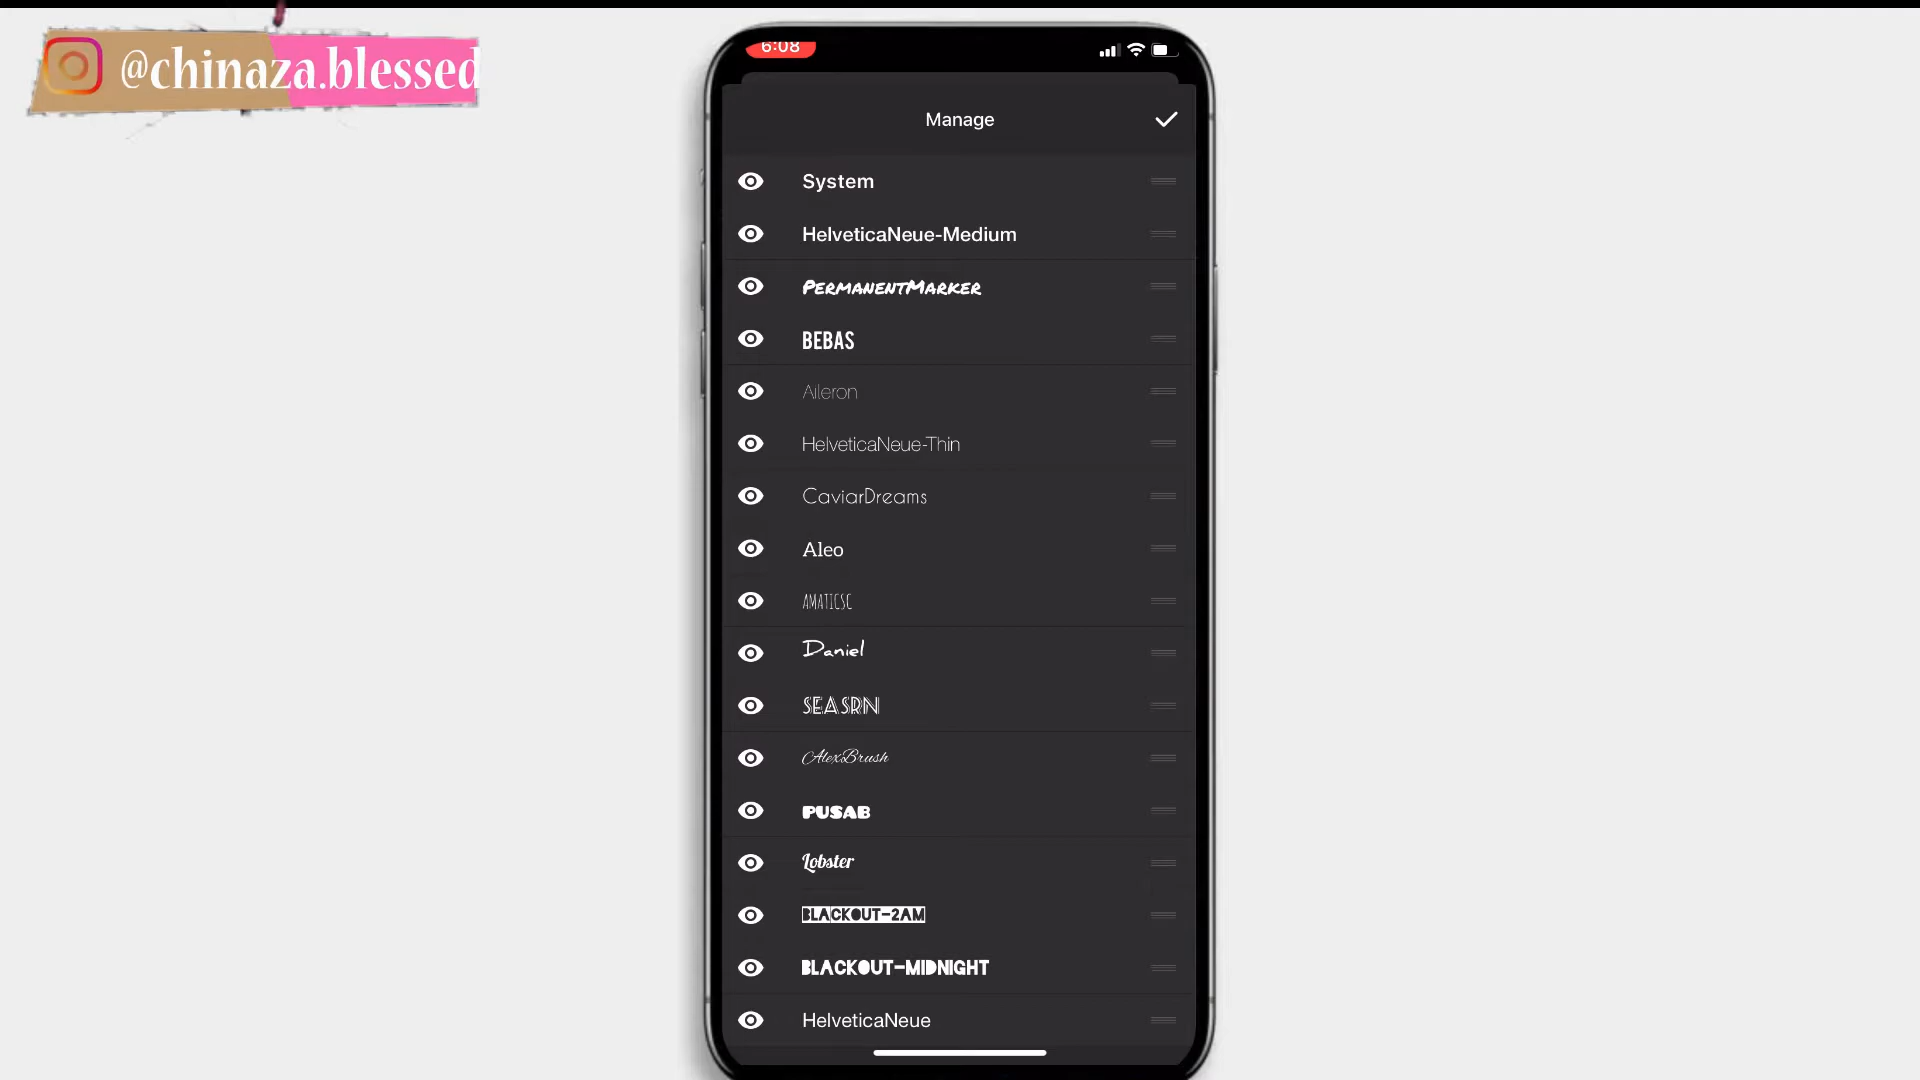 @chinaza.blessed
6:08
Manage
System
HelveticaNeue-Medium
PERMANENTMARKER
BEBAS
Aileron
HelveticaNeue-Thin
CaviarDreams
Aleo
AMATICSC
Daniel
SEASRN
AlexBrush
PUSAB
Lobster
BLACKOUT-2AM
BLACKOUT-MIDNIGHT
HelveticaNeue